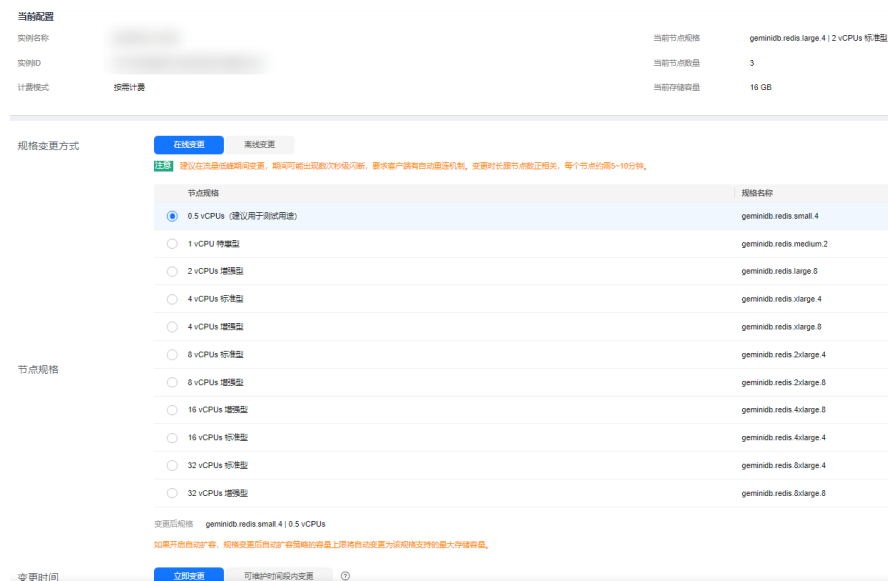 当前配置
实例名称
当前节点规格 geminidb.redis.large.4 | 2 vCPUs 标准型
实例ID
当前节点数量 3
计费模式 按需计费
当前存储容量 16 GB
规格变更方式 在线变更 离线变更
注意 建议在流量低峰期间变更，期间可能出现数次秒级闪断，要求客户端有自动重连机制。变更时长跟节点数正相关，每个节点约需5~10分钟。
节点规格 规格名称
0.5 vCPUs（建议用于测试用途） geminidb.redis.small.4
1 vCPU 特惠型 geminidb.redis.medium.2
2 vCPUs 增强型 geminidb.redis.large.8
4 vCPUs 标准型 geminidb.redis.xlarge.4
4 vCPUs 增强型 geminidb.redis.xlarge.8
8 vCPUs 标准型 geminidb.redis.2xlarge.4
节点规格
8 vCPUs 增强型 geminidb.redis.2xlarge.8
16 vCPUs 增强型 geminidb.redis.4xlarge.8
16 vCPUs 标准型 geminidb.redis.4xlarge.4
32 vCPUs 标准型 geminidb.redis.8xlarge.4
32 vCPUs 增强型 geminidb.redis.8xlarge.8
变更后规格 geminidb.redis.small.4 | 0.5 vCPUs
如果开启自动扩容，规格变更后自动扩容策略的容量上限将自动变更为该规格支持的最大存储容量。
变更时间 立即变更 可维护时间段内变更